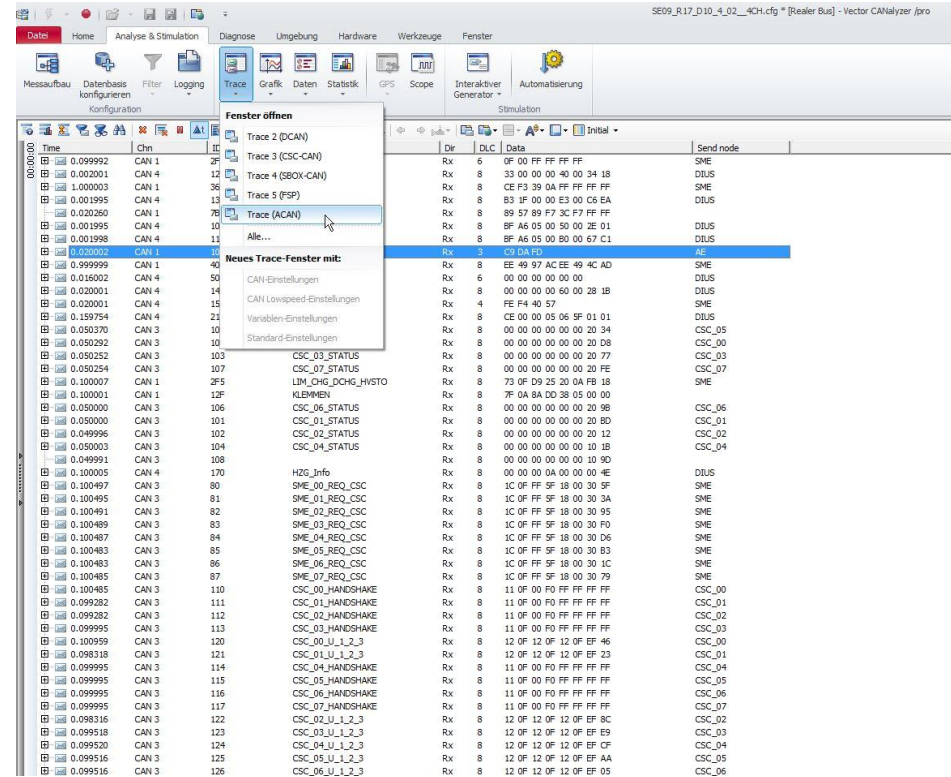 SE09_R17_D10_4_02__4CH.cfg * [Realer Bus] - Vector CANalyzer /pro
Datei Home Analyse & Stimulation Diagnose Umgebung Hardware Werkzeuge Fenster
Messaufbau Datenbasis konfigurieren Filter Logging Trace Grafik Daten Statistik GPS Scope Interaktiver Generator Automatisierung
Konfiguration Stimulation
Fenster öffnen
Trace 2 (DCAN)
Trace 3 (CSC-CAN)
Trace 4 (SBOX-CAN)
Trace 5 (FSP)
Trace (ACAN)
Alle...
Neues Trace-Fenster mit:
CAN-Einstellungen
CAN Lowspeed-Einstellungen
Variablen-Einstellungen
Standard-Einstellungen
Δt Initial
00:00:00
Time Chn ID Dir DLC Data Send node
0.099992 CAN 1 2F Rx 6 0F 00 FF FF FF FF SME
0.002001 CAN 4 12 Rx 8 33 00 00 00 40 00 34 18 DIUS
1.000003 CAN 1 36 Rx 8 CE F3 39 0A FF FF FF FF SME
0.001995 CAN 4 13 Rx 8 B3 1F 00 00 E3 00 C6 EA DIUS
0.020260 CAN 1 7B Rx 8 89 57 89 F7 3C F7 FF FF
0.001995 CAN 4 10 Rx 8 BF A6 05 00 50 00 2E 01 DIUS
0.001998 CAN 4 11 Rx 8 BF A6 05 00 B0 00 67 C1 DIUS
0.020002 CAN 1 10 Rx 3 C9 DA FD AE
0.999999 CAN 1 40 Rx 8 EE 49 97 AC EE 49 4C AD SME
0.016002 CAN 4 50 Rx 6 00 00 00 00 00 00 DIUS
0.020001 CAN 4 14 Rx 8 00 00 00 00 60 00 28 1B DIUS
0.020001 CAN 4 15 Rx 4 FE F4 40 57 SME
0.159754 CAN 4 21 Rx 8 CE 00 00 05 06 5F 01 01 DIUS
0.050370 CAN 3 10 Rx 8 00 00 00 00 00 00 20 34 CSC_05
0.050292 CAN 3 10 Rx 8 00 00 00 00 00 00 20 D8 CSC_00
0.050252 CAN 3 103 CSC_03_STATUS Rx 8 00 00 00 00 00 00 20 77 CSC_03
0.050254 CAN 3 107 CSC_07_STATUS Rx 8 00 00 00 00 00 00 20 FE CSC_07
0.100007 CAN 1 2F5 LIM_CHG_DCHG_HVSTO Rx 8 73 0F D9 25 20 0A FB 18 SME
0.100001 CAN 1 12F KLEMMEN Rx 8 7F 0A 8A DD 38 05 00 00
0.050000 CAN 3 106 CSC_06_STATUS Rx 8 00 00 00 00 00 00 20 9B CSC_06
0.050000 CAN 3 101 CSC_01_STATUS Rx 8 00 00 00 00 00 00 20 BD CSC_01
0.049996 CAN 3 102 CSC_02_STATUS Rx 8 00 00 00 00 00 00 20 12 CSC_02
0.050003 CAN 3 104 CSC_04_STATUS Rx 8 00 00 00 00 00 00 10 1B CSC_04
0.049991 CAN 3 108 Rx 8 00 00 00 00 00 00 10 9D
0.100005 CAN 4 170 HZG_Info Rx 8 00 00 00 0A 00 00 00 4E DIUS
0.100497 CAN 3 80 SME_00_REQ_CSC Rx 8 1C 0F FF 5F 18 00 30 5F SME
0.100495 CAN 3 81 SME_01_REQ_CSC Rx 8 1C 0F FF 5F 18 00 30 3A SME
0.100491 CAN 3 82 SME_02_REQ_CSC Rx 8 1C 0F FF 5F 18 00 30 95 SME
0.100489 CAN 3 83 SME_03_REQ_CSC Rx 8 1C 0F FF 5F 18 00 30 F0 SME
0.100487 CAN 3 84 SME_04_REQ_CSC Rx 8 1C 0F FF 5F 18 00 30 D6 SME
0.100483 CAN 3 85 SME_05_REQ_CSC Rx 8 1C 0F FF 5F 18 00 30 B3 SME
0.100483 CAN 3 86 SME_06_REQ_CSC Rx 8 1C 0F FF 5F 18 00 30 1C SME
0.100485 CAN 3 87 SME_07_REQ_CSC Rx 8 1C 0F FF 5F 18 00 30 79 SME
0.100485 CAN 3 110 CSC_00_HANDSHAKE Rx 8 11 0F 00 F0 FF FF FF FF CSC_00
0.099282 CAN 3 111 CSC_01_HANDSHAKE Rx 8 11 0F 00 F0 FF FF FF FF CSC_01
0.099282 CAN 3 112 CSC_02_HANDSHAKE Rx 8 11 0F 00 F0 FF FF FF FF CSC_02
0.099995 CAN 3 113 CSC_03_HANDSHAKE Rx 8 11 0F 00 F0 FF FF FF FF CSC_03
0.100959 CAN 3 120 CSC_00_U_1_2_3 Rx 8 12 0F 12 0F 12 0F EF 46 CSC_00
0.098318 CAN 3 121 CSC_01_U_1_2_3 Rx 8 12 0F 12 0F 12 0F EF 23 CSC_01
0.099995 CAN 3 114 CSC_04_HANDSHAKE Rx 8 11 0F 00 F0 FF FF FF FF CSC_04
0.099995 CAN 3 115 CSC_05_HANDSHAKE Rx 8 11 0F 00 F0 FF FF FF FF CSC_05
0.099995 CAN 3 116 CSC_06_HANDSHAKE Rx 8 11 0F 00 F0 FF FF FF FF CSC_06
0.099995 CAN 3 117 CSC_07_HANDSHAKE Rx 8 11 0F 00 F0 FF FF FF FF CSC_07
0.098316 CAN 3 122 CSC_02_U_1_2_3 Rx 8 12 0F 12 0F 12 0F EF 8C CSC_02
0.099518 CAN 3 123 CSC_03_U_1_2_3 Rx 8 12 0F 12 0F 12 0F EF E9 CSC_03
0.099520 CAN 3 124 CSC_04_U_1_2_3 Rx 8 12 0F 12 0F 12 0F EF CF CSC_04
0.099516 CAN 3 125 CSC_05_U_1_2_3 Rx 8 12 0F 12 0F 12 0F EF AA CSC_05
0.099516 CAN 3 126 CSC_06_U_1_2_3 Rx 8 12 0F 12 0F 12 0F EF 05 CSC_06